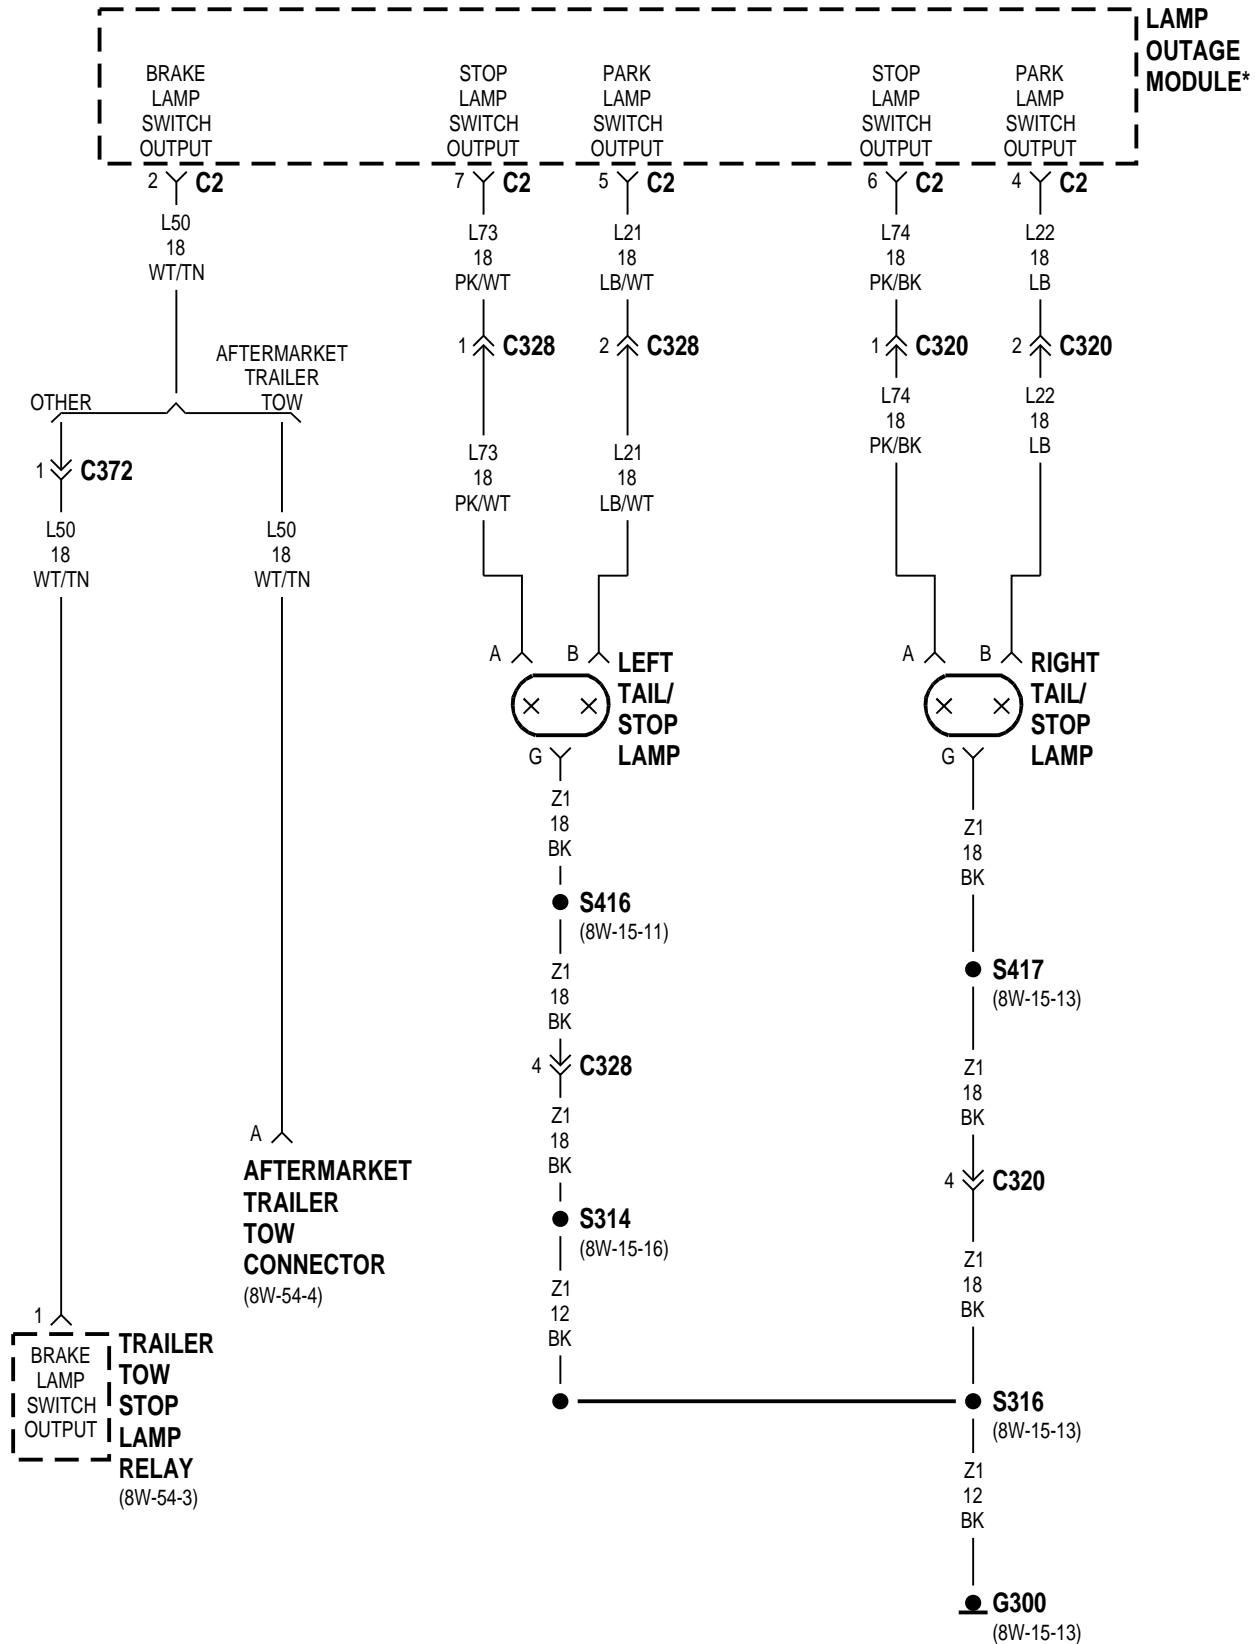 LAMP
OUTAGE
MODULE*
BRAKE
LAMP
SWITCH
OUTPUT
STOP
LAMP
SWITCH
OUTPUT
PARK
LAMP
SWITCH
OUTPUT
STOP
LAMP
SWITCH
OUTPUT
PARK
LAMP
SWITCH
OUTPUT
2 C2
7 C2
5 C2
6 C2
4 C2
L50
18
WT/TN
L73
18
PK/WT
L21
18
LB/WT
L74
18
PK/BK
L22
18
LB
1 C328
2 C328
1 C320
2 C320
AFTERMARKET
TRAILER
TOW
OTHER
1 C372
L73
18
PK/WT
L21
18
LB/WT
L74
18
PK/BK
L22
18
LB
L50
18
WT/TN
L50
18
WT/TN
A
B
LEFT
TAIL/
STOP
LAMP
G
A
B
RIGHT
TAIL/
STOP
LAMP
G
Z1
18
BK
S416
(8W-15-11)
Z1
18
BK
4 C328
Z1
18
BK
S314
(8W-15-16)
Z1
12
BK
Z1
18
BK
S417
(8W-15-13)
Z1
18
BK
4 C320
Z1
18
BK
S316
(8W-15-13)
Z1
12
BK
G300
(8W-15-13)
A
AFTERMARKET
TRAILER
TOW
CONNECTOR
(8W-54-4)
1
BRAKE
LAMP
SWITCH
OUTPUT
TRAILER
TOW
STOP
LAMP
RELAY
(8W-54-3)